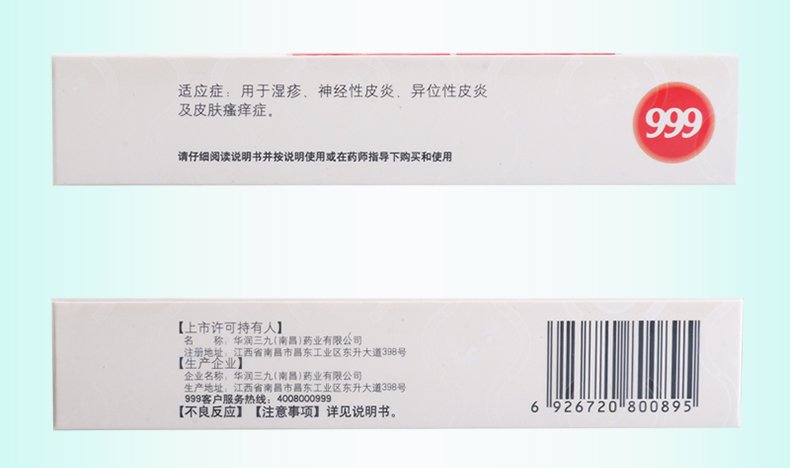 适应症：用于湿疹、神经性皮炎、异位性皮炎
及皮肤瘙痒症。
999
请仔细阅读说明书并按说明使用或在药师指导下购买和使用
【上市许可持有人】
名　　称：华润三九(南昌)药业有限公司
注册地址：江西省南昌市昌东工业区东升大道398号
【生产企业】
企业名称：华润三九(南昌)药业有限公司
生产地址：江西省南昌市昌东工业区东升大道398号
999客户服务热线：4008000999
【不良反应】【注意事项】详见说明书。
6 926720 800895